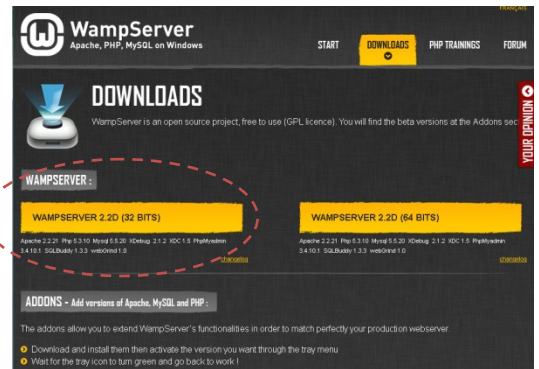 FRANÇAIS
WampServer
Apache, PHP, MySQL on Windows
START DOWNLOADS PHP TRAININGS FORUM
DOWNLOADS
WampServer is an open source project, free to use (GPL licence). You will find the beta versions at the Addons sec
YOUR OPINION
WAMPSERVER :
WAMPSERVER 2.2D (32 BITS)
Apache 2.2.21 Php 5.3.10 Mysql 5.5.20 XDebug 2.1.2 XDC 1.5 PhpMyadmin
3.4.10.1 SQLBuddy 1.3.3 webGrind 1.0
changelog
WAMPSERVER 2.2D (64 BITS)
Apache 2.2.21 Php 5.3.10 Mysql 5.5.20 XDebug 2.1.2 XDC 1.5 PhpMyadmin
3.4.10.1 SQLBuddy 1.3.3 webGrind 1.0
changelog
ADDONS - Add versions of Apache, MySQL and PHP :
The addons allow you to extend WampServer's functionalities in order to match perfectly your production webserver
Download and install them then activate the version you want through the tray menu
Wait for the tray icon to turn green and go back to work !